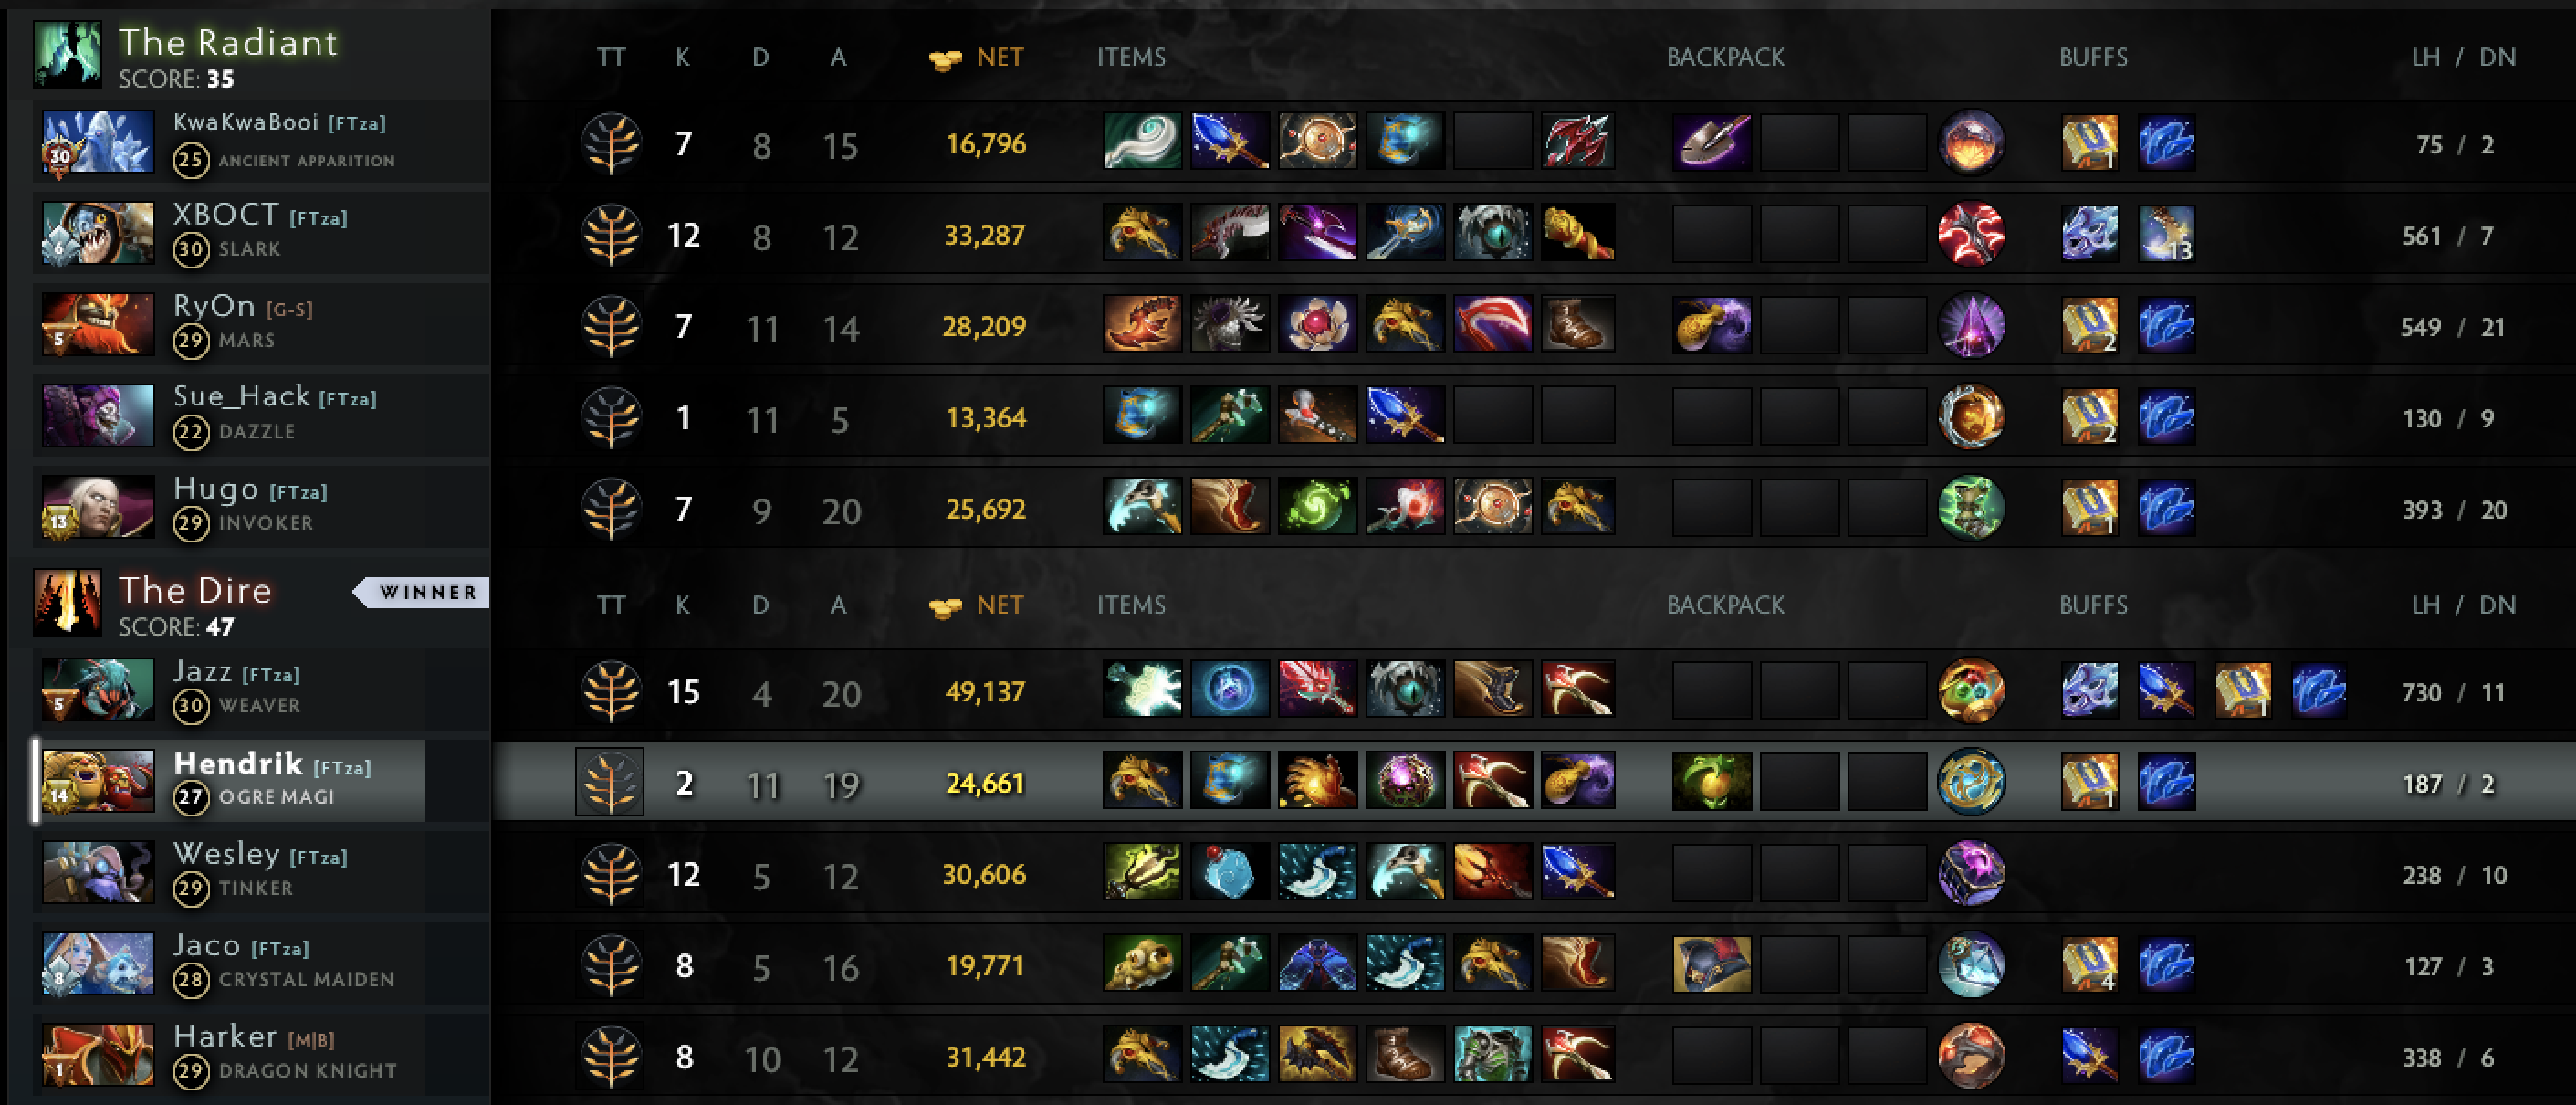 The Radiant
SCORE: 35
TT K D A NET ITEMS BACKPACK BUFFS LH / DN
30 KwaKwaBooi [FTza] 25 ANCIENT APPARITION 7 8 15 16,796 1 75 / 2
6 XBOCT [FTza] 30 SLARK 12 8 12 33,287 13 561 / 7
5 RyOn [G-S] 29 MARS 7 11 14 28,209 2 549 / 21
Sue_Hack [FTza] 22 DAZZLE 1 11 5 13,364 2 130 / 9
13 Hugo [FTza] 29 INVOKER 7 9 20 25,692 1 393 / 20
The Dire WINNER
SCORE: 47
TT K D A NET ITEMS BACKPACK BUFFS LH / DN
5 Jazz [FTza] 30 WEAVER 15 4 20 49,137 1 730 / 11
14 Hendrik [FTza] 27 OGRE MAGI 2 11 19 24,661 1 187 / 2
Wesley [FTza] 29 TINKER 12 5 12 30,606 238 / 10
8 Jaco [FTza] 28 CRYSTAL MAIDEN 8 5 16 19,771 4 127 / 3
1 Harker [M|B] 29 DRAGON KNIGHT 8 10 12 31,442 338 / 6